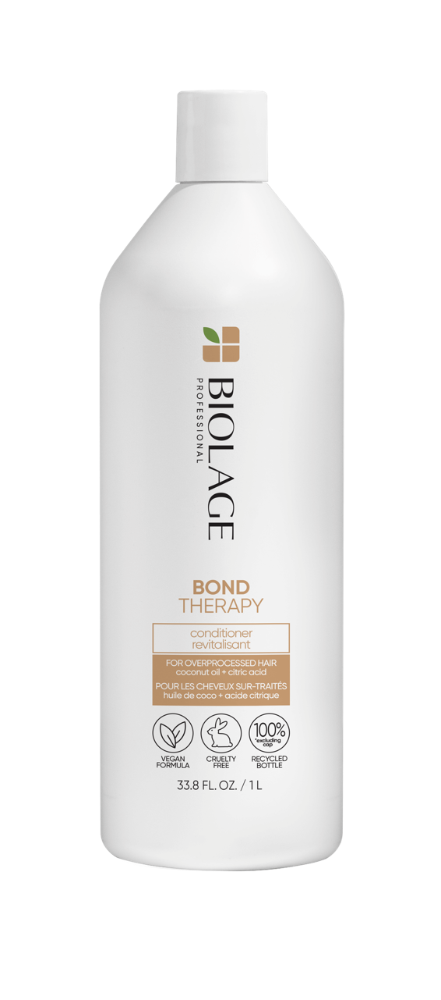 BIOLAGE
PROFESSIONAL
BOND
THERAPY
conditioner
revitalisant
FOR OVERPROCESSED HAIR
coconut oil + citric acid
POUR LES CHEVEUX SUR-TRAITÉS
huile de coco + acide citrique
VEGAN
FORMULA
CRUELTY
FREE
100%
*excluding
cap
RECYCLED
BOTTLE
33.8 FL. OZ. / 1 L